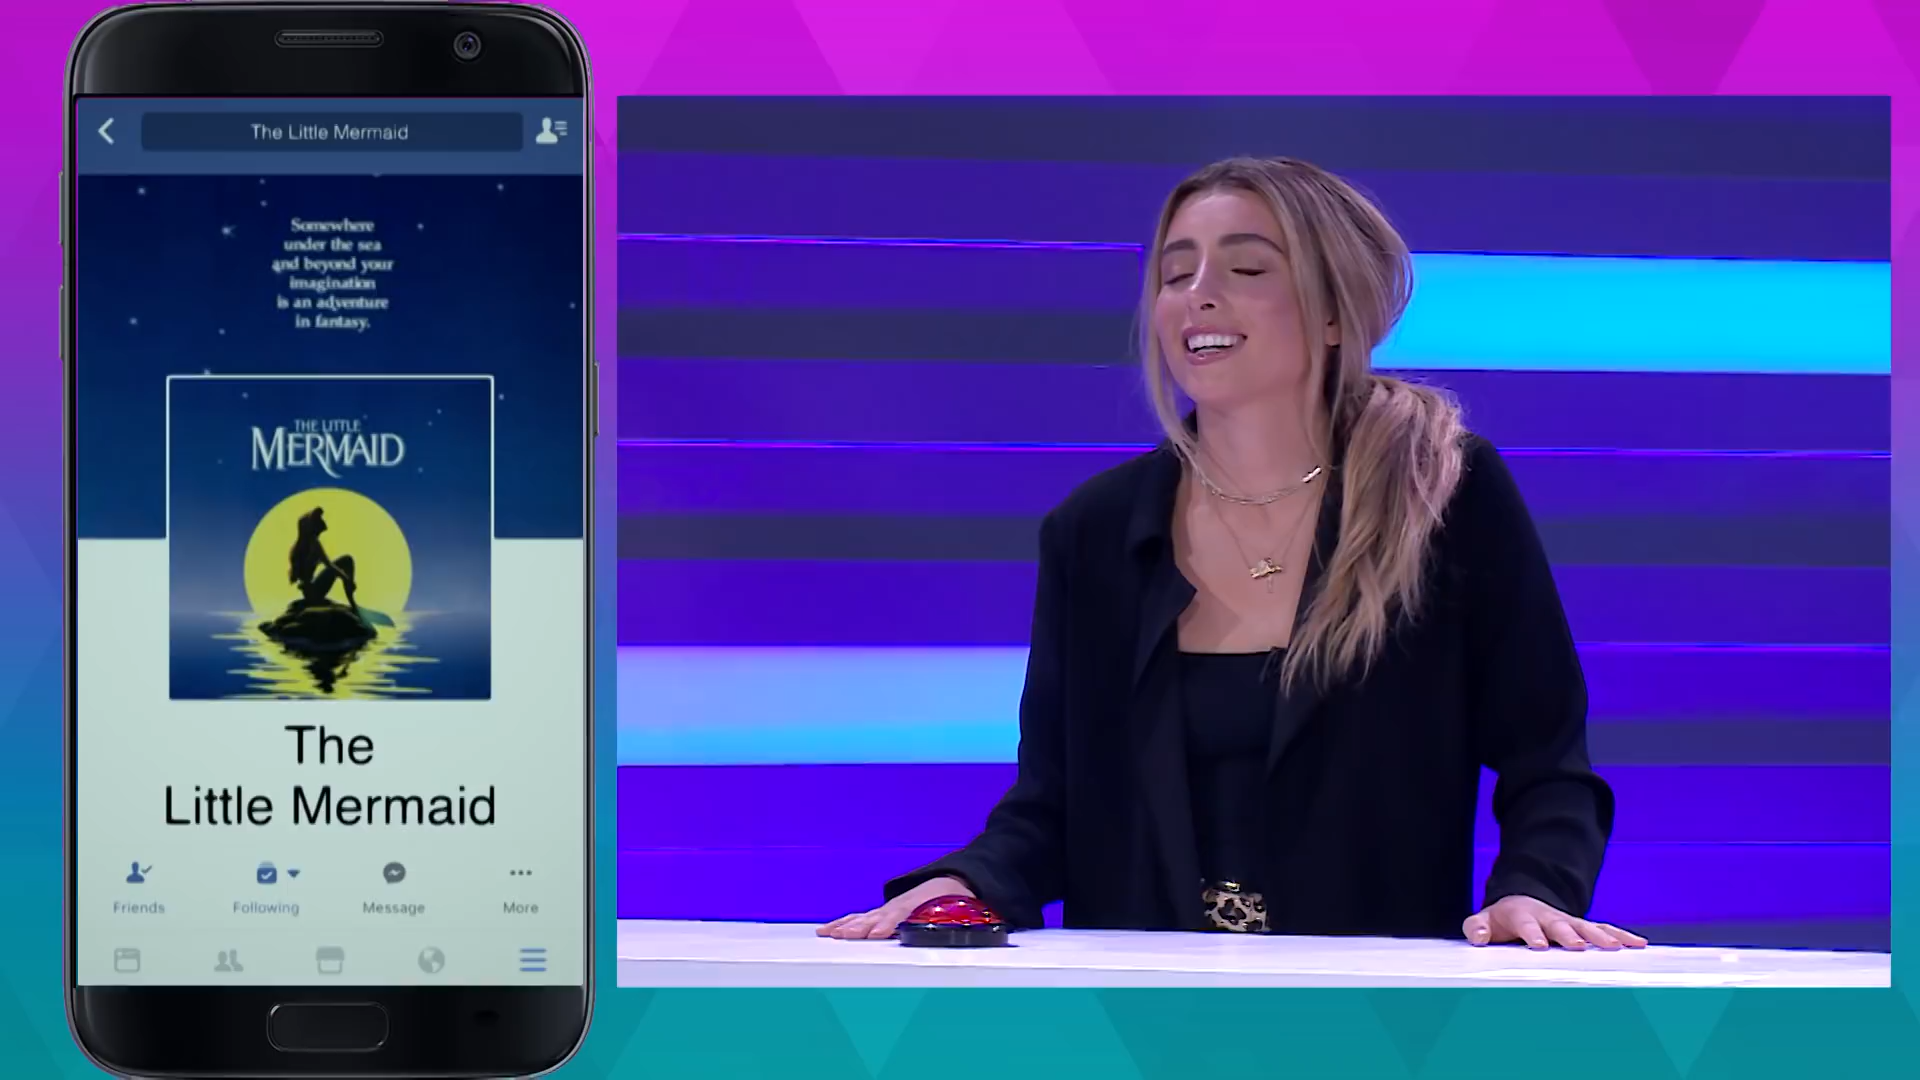 The Little Mermaid
Somewhere
under the sea
and beyond your
imagination
is an adventure
in fantasy.
THE LITTLE
MERMAID
The
Little Mermaid
Friends
Following
Message
More